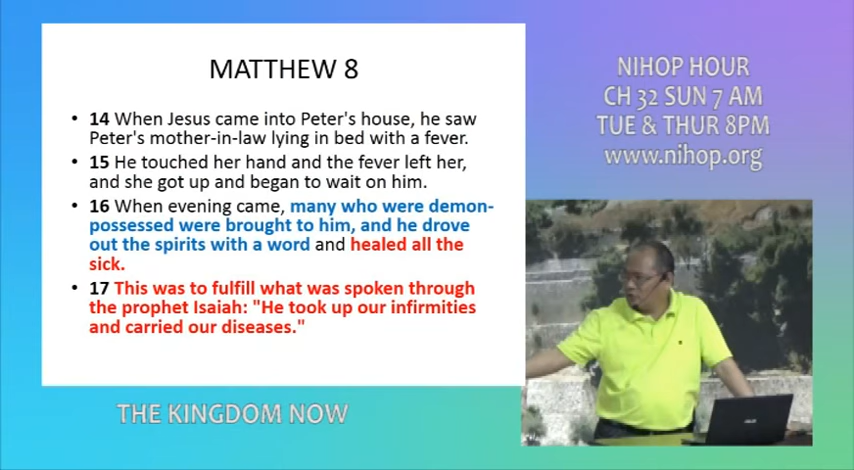 MATTHEW 8
• 14 When Jesus came into Peter's house, he saw
Peter's mother-in-law lying in bed with a fever.
• 15 He touched her hand and the fever left her,
and she got up and began to wait on him.
• 16 When evening came, many who were demon-
possessed were brought to him, and he drove
out the spirits with a word and healed all the
sick.
• 17 This was to fulfill what was spoken through
the prophet Isaiah: "He took up our infirmities
and carried our diseases."
NIHOP HOUR
CH 32 SUN 7 AM
TUE & THUR 8PM
www.nihop.org
THE KINGDOM NOW